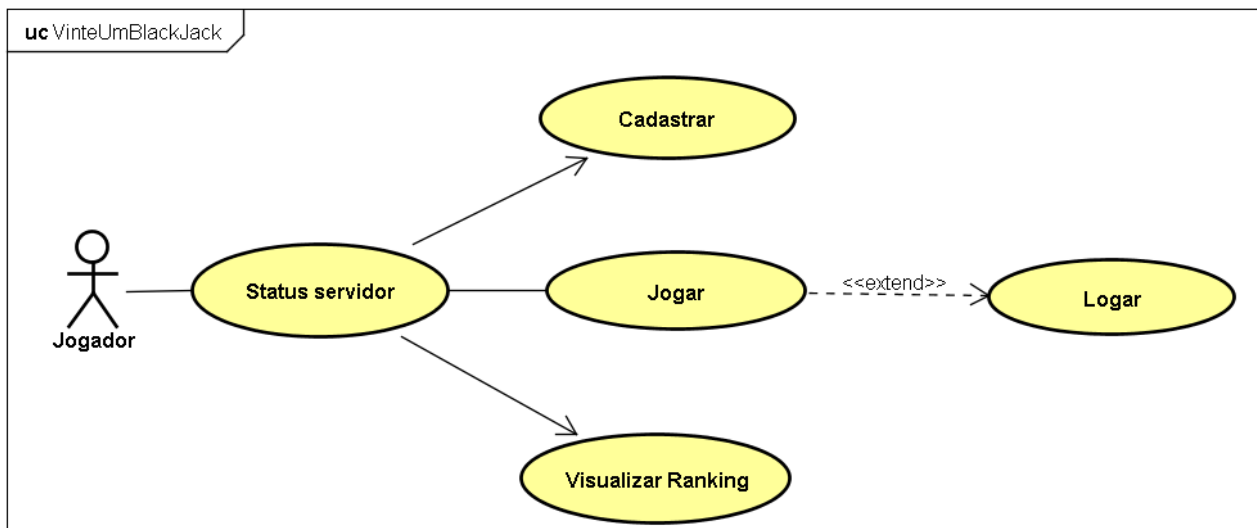 uc VinteUmBlackJack
Cadastrar
Status servidor
Jogar
<<extend>>
Logar
Jogador
Visualizar Ranking